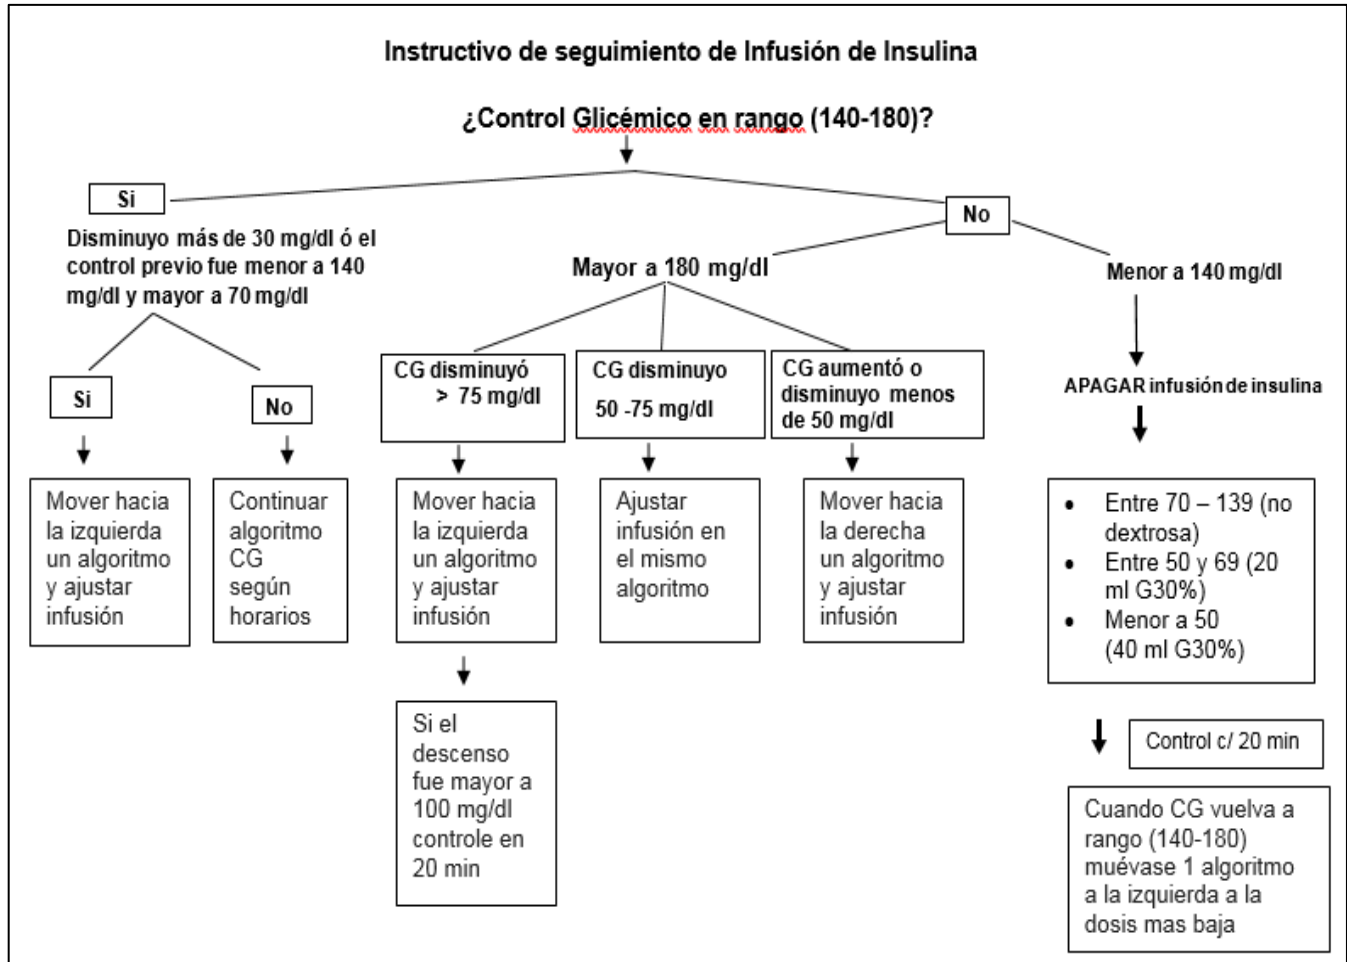 Instructivo de seguimiento de Infusión de Insulina
¿Control Glicémico en rango (140-180)?
Si
No
Disminuyo más de 30 mg/dl ó el
control previo fue menor a 140
mg/dl y mayor a 70 mg/dl
Mayor a 180 mg/dl
Menor a 140 mg/dl
Si
No
CG disminuyó
> 75 mg/dl
CG disminuyo
50 -75 mg/dl
CG aumentó o
disminuyo menos
de 50 mg/dl
APAGAR infusión de insulina
Mover hacia
la izquierda
un algoritmo
y ajustar
infusión
Continuar
algoritmo
CG
según
horarios
Mover hacia
la izquierda
un algoritmo
y ajustar
infusión
Ajustar
infusión en
el mismo
algoritmo
Mover hacia
la derecha
un algoritmo
y ajustar
infusión
• Entre 70 – 139 (no
dextrosa)
• Entre 50 y 69 (20
ml G30%)
• Menor a 50
(40 ml G30%)
Si el
descenso
fue mayor a
100 mg/dl
controle en
20 min
Control c/ 20 min
Cuando CG vuelva a
rango (140-180)
muévase 1 algoritmo
a la izquierda a la
dosis mas baja